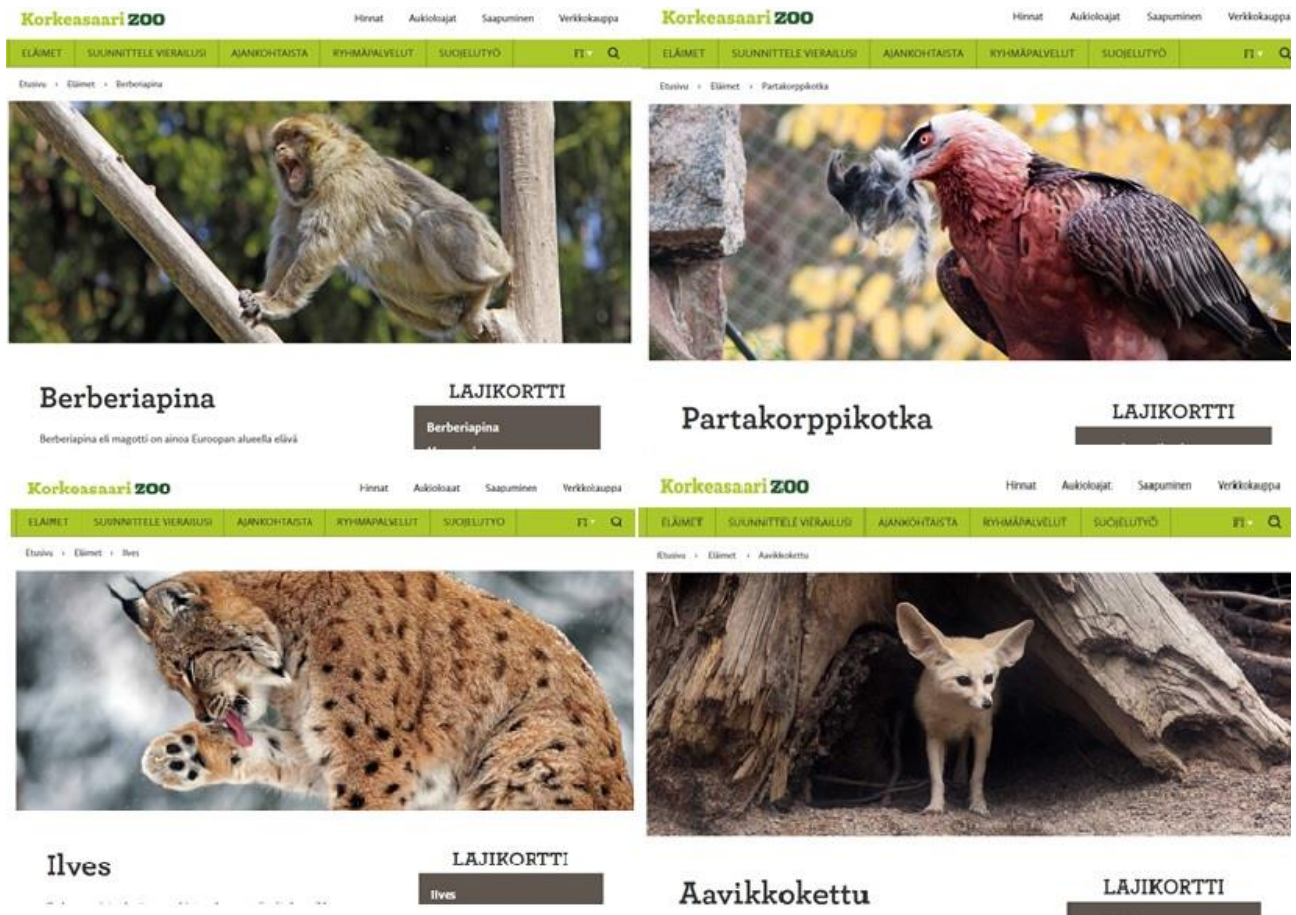 Korkeasaari ZOO
Hinnat Aukioloajat Saapuminen Verkkokauppa
ELÄIMET SUUNNITTELE VIERAILUSI AJANKOHTAISTA RYHMÄPALVELUT SUOJELUTYÖ FI
Etusivu › Eläimet › Berberiapina
Berberiapina
Berberiapina eli magotti on ainoa Euroopan alueella elävä
LAJIKORTTI
Berberiapina
Korkeasaari ZOO
Hinnat Aukioloajat Saapuminen Verkkokauppa
ELÄIMET SUUNNITTELE VIERAILUSI AJANKOHTAISTA RYHMÄPALVELUT SUOJELUTYÖ FI
Etusivu › Eläimet › Partakorppikotka
Partakorppikotka
LAJIKORTTI
Korkeasaari ZOO
Hinnat Aukioloaat Saapuminen Verkkokauppa
ELÄIMET SUUNNITTELE VIERAILUSI AJANKOHTAISTA RYHMÄPALVELUT SUOJELUTYÖ FI
Etusivu › Eläimet › Ilves
Ilves
LAJIKORTTI
Ilves
Korkeasaari ZOO
Hinnat Aukioloajat Saapuminen Verkkokauppa
ELÄIMET SUUNNITTELE VIERAILUSI AJANKOHTAISTA RYHMÄPALVELUT SUOJELUTYÖ FI
Etusivu › Eläimet › Aavikkokettu
Aavikkokettu
LAJIKORTTI